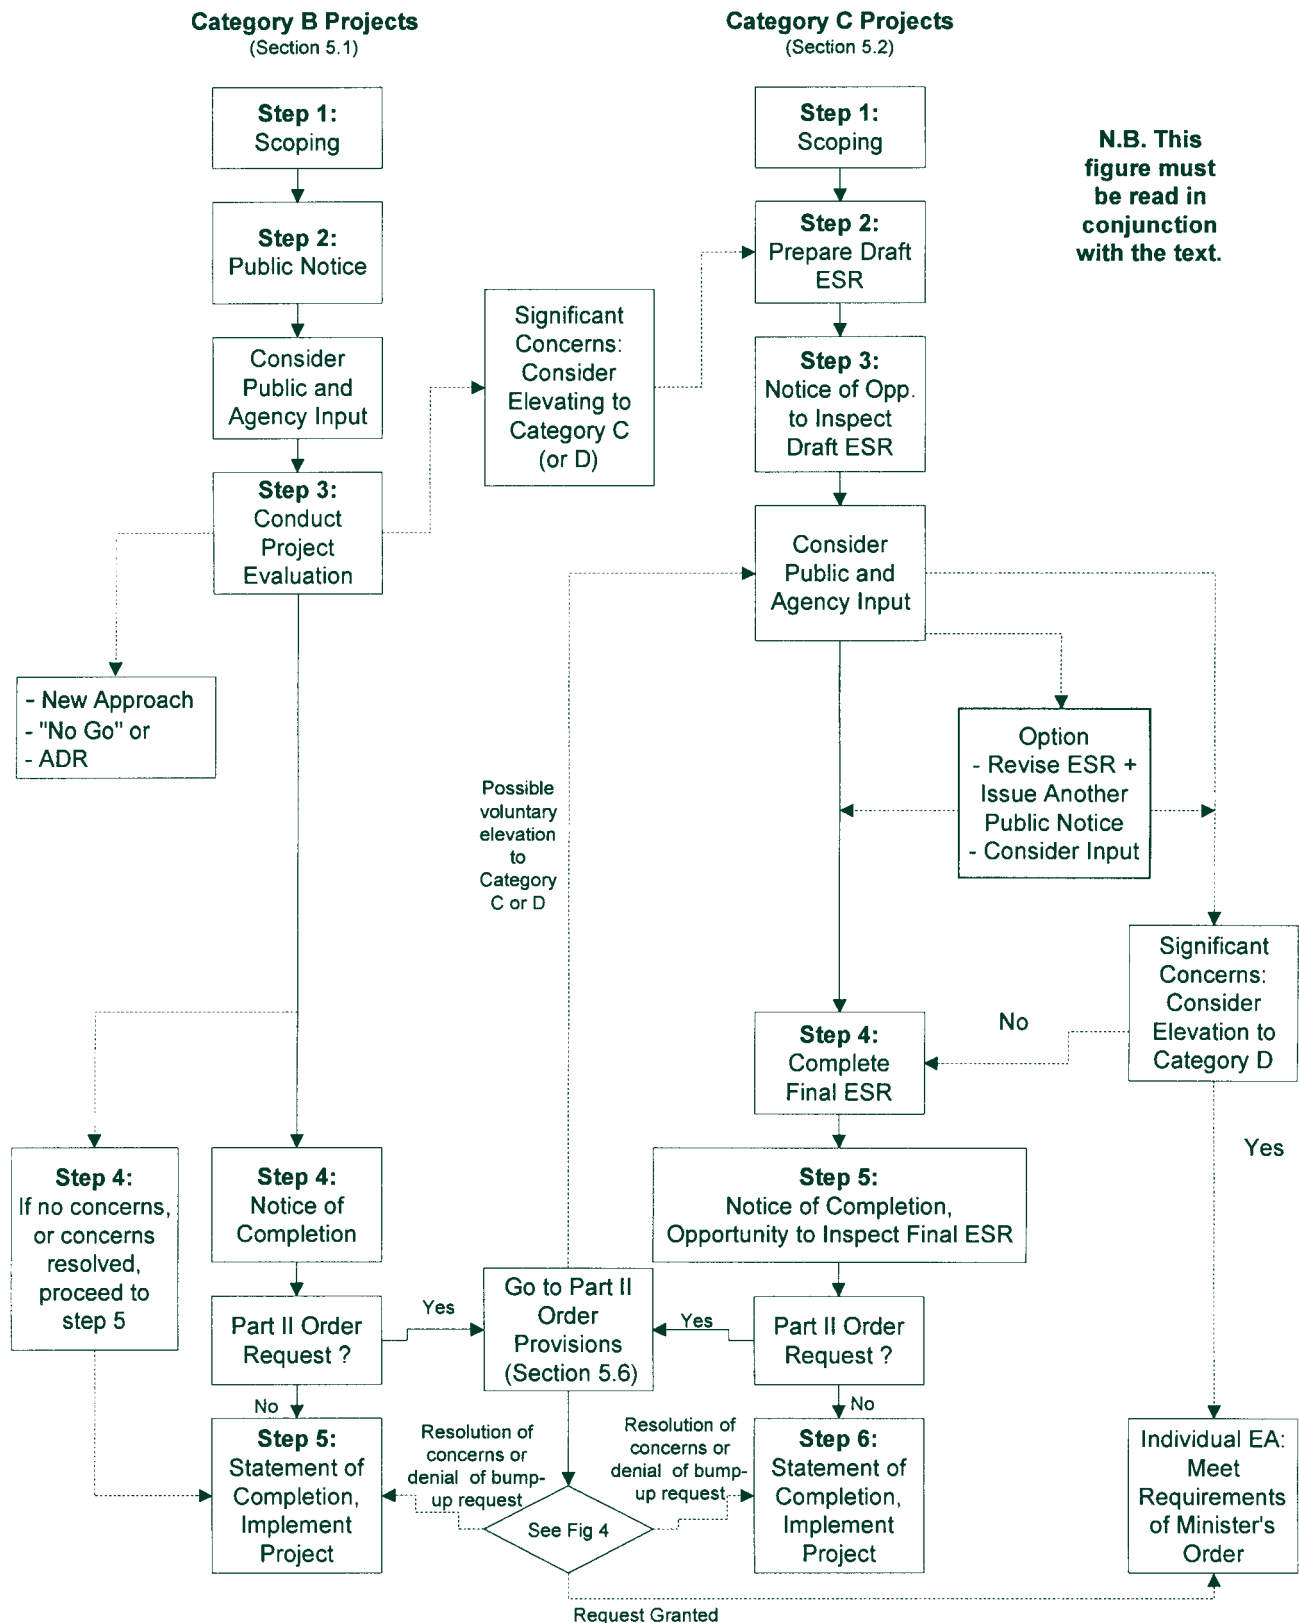 Category B Projects
(Section 5.1)
Category C Projects
(Section 5.2)
N.B. This
figure must
be read in
conjunction
with the text.
Step 1:
Scoping
Step 2:
Public Notice
Consider
Public and
Agency Input
Step 3:
Conduct
Project
Evaluation
- New Approach
- "No Go" or
- ADR
Significant
Concerns:
Consider
Elevating to
Category C
(or D)
Step 1:
Scoping
Step 2:
Prepare Draft
ESR
Step 3:
Notice of Opp.
to Inspect
Draft ESR
Consider
Public and
Agency Input
Option
- Revise ESR +
Issue Another
Public Notice
- Consider Input
Possible
voluntary
elevation
to
Category
C or D
Significant
Concerns:
Consider
Elevation to
Category D
No
Yes
Step 4:
Complete
Final ESR
Step 4:
If no concerns,
or concerns
resolved,
proceed to
step 5
Step 4:
Notice of
Completion
Step 5:
Notice of Completion,
Opportunity to Inspect Final ESR
Part II Order
Request ?
Yes
Go to Part II
Order
Provisions
(Section 5.6)
Yes
Part II Order
Request ?
No
No
Step 5:
Statement of
Completion,
Implement
Project
Resolution of
concerns or
denial of bump-
up request
See Fig 4
Resolution of
concerns or
denial of bump-
up request
Step 6:
Statement of
Completion,
Implement
Project
Individual EA:
Meet
Requirements
of Minister's
Order
Request Granted